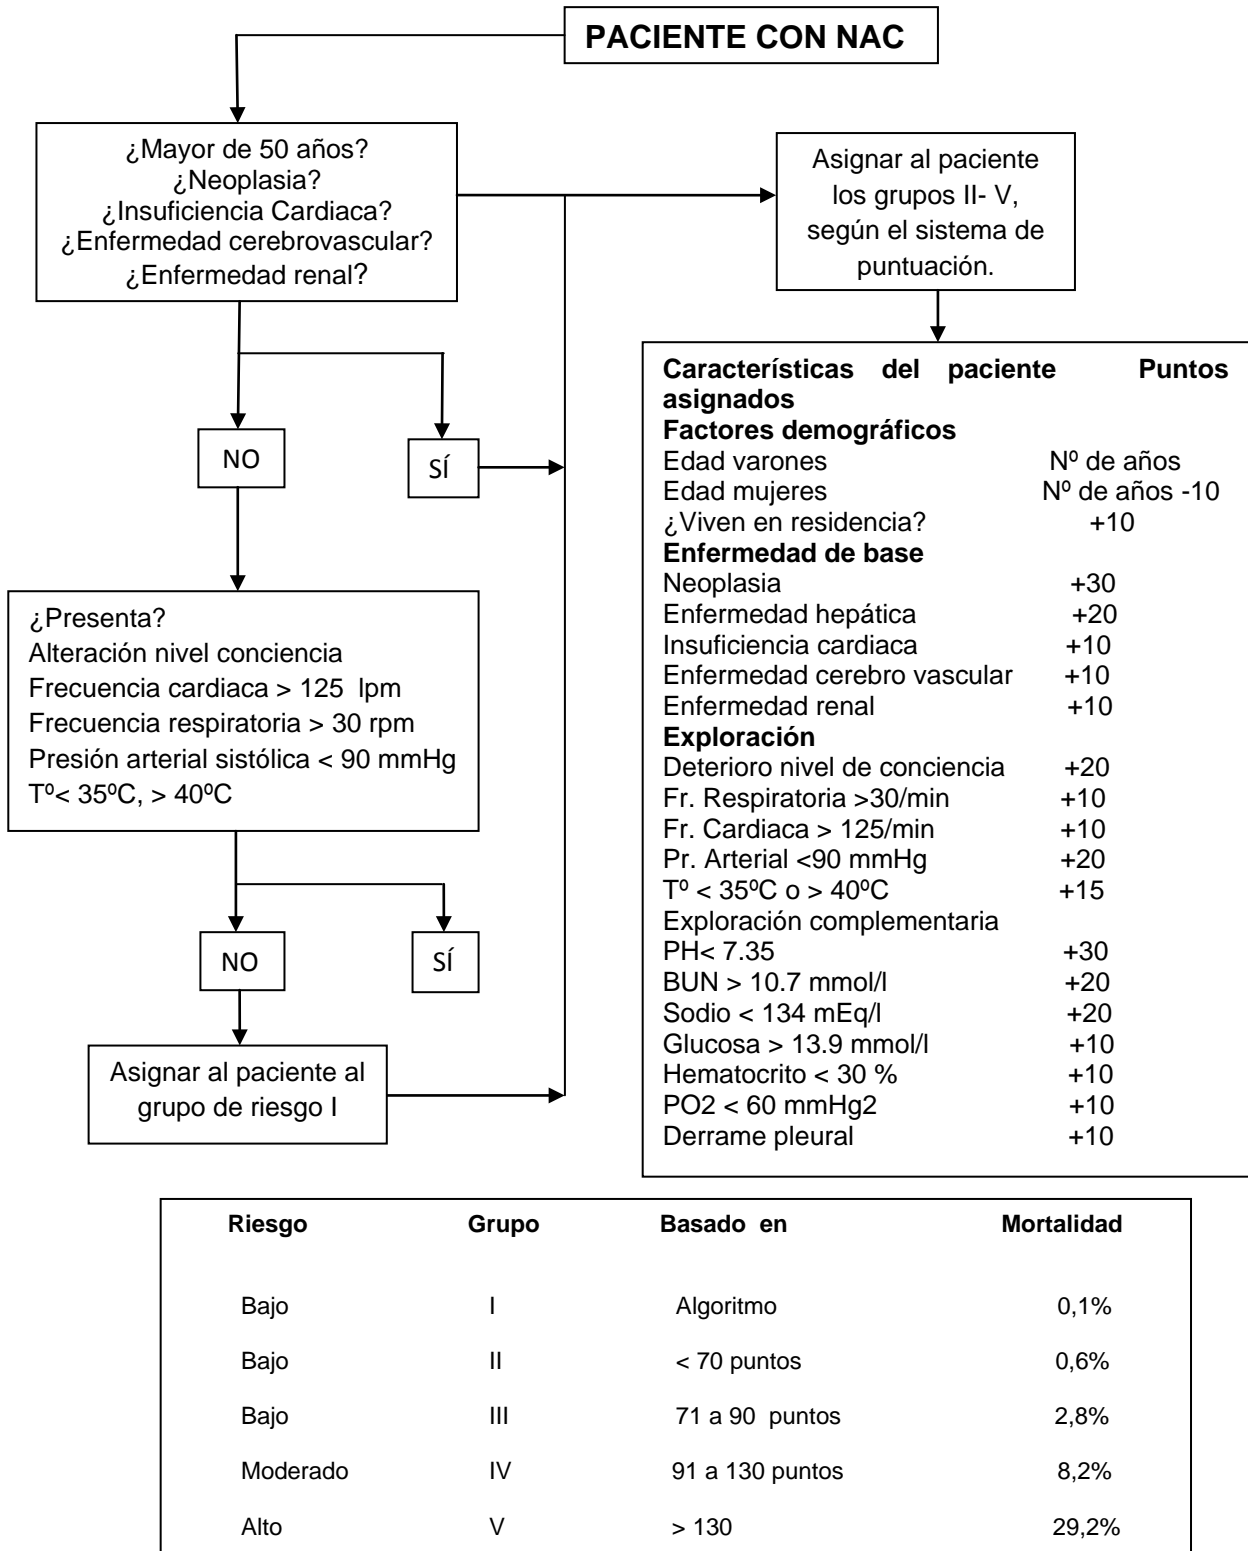 PACIENTE CON NAC
¿Mayor de 50 años?
¿Neoplasia?
¿Insuficiencia Cardiaca?
¿Enfermedad cerebrovascular?
¿Enfermedad renal?
Asignar al paciente
los grupos II- V,
según el sistema de
puntuación.
NO
SÍ
¿Presenta?
Alteración nivel conciencia
Frecuencia cardiaca > 125 lpm
Frecuencia respiratoria > 30 rpm
Presión arterial sistólica < 90 mmHg
Tº< 35ºC, > 40ºC
NO
SÍ
Asignar al paciente al
grupo de riesgo I
Características del paciente Puntos
asignados
Factores demográficos
Edad varones Nº de años
Edad mujeres Nº de años -10
¿Viven en residencia? +10
Enfermedad de base
Neoplasia +30
Enfermedad hepática +20
Insuficiencia cardiaca +10
Enfermedad cerebro vascular +10
Enfermedad renal +10
Exploración
Deterioro nivel de conciencia +20
Fr. Respiratoria >30/min +10
Fr. Cardiaca > 125/min +10
Pr. Arterial <90 mmHg +20
Tº < 35ºC o > 40ºC +15
Exploración complementaria
PH< 7.35 +30
BUN > 10.7 mmol/l +20
Sodio < 134 mEq/l +20
Glucosa > 13.9 mmol/l +10
Hematocrito < 30 % +10
PO2 < 60 mmHg2 +10
Derrame pleural +10
Riesgo Grupo Basado en Mortalidad
Bajo I Algoritmo 0,1%
Bajo II < 70 puntos 0,6%
Bajo III 71 a 90 puntos 2,8%
Moderado IV 91 a 130 puntos 8,2%
Alto V > 130 29,2%